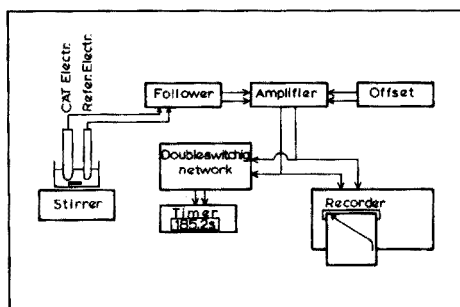 CAT Electr.
Refer.Electr.
Follower
Amplifier
Offset
Doubleswitchig
network
Timer
185.2s
Stirrer
Recorder